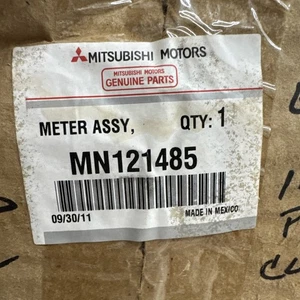 MITSUBISHI MOTORS
MITSUBISHI MOTORS
GENUINE PARTS
METER ASSY, QTY: 1
MN121485
09/30/11 MADE IN MEXICO